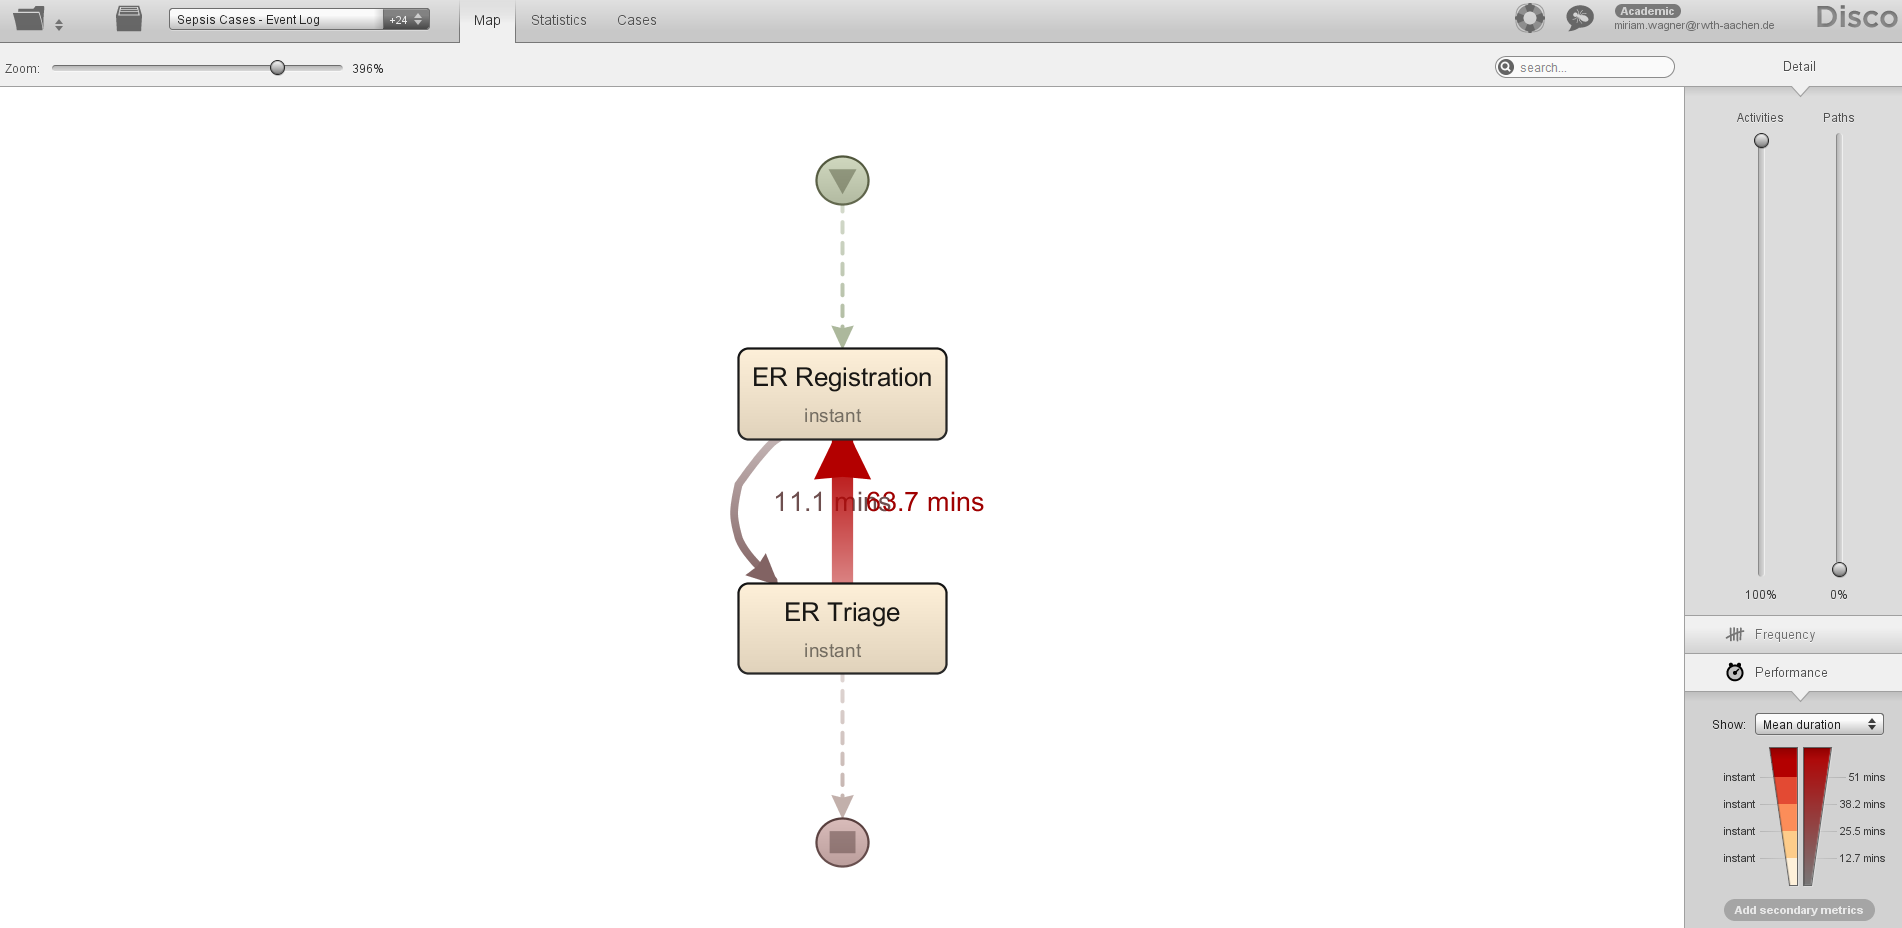 Sepsis Cases - Event Log
+24
Map
Statistics
Cases
Academic
miriam.wagner@rwth-aachen.de
Disco
Zoom:
396%
search...
Detail
Activities
Paths
ER Registration
instant
11.1 mins
63.7 mins
ER Triage
instant
100%
0%
Frequency
Performance
Show:
Mean duration
instant
51 mins
instant
38.2 mins
instant
25.5 mins
instant
12.7 mins
Add secondary metrics